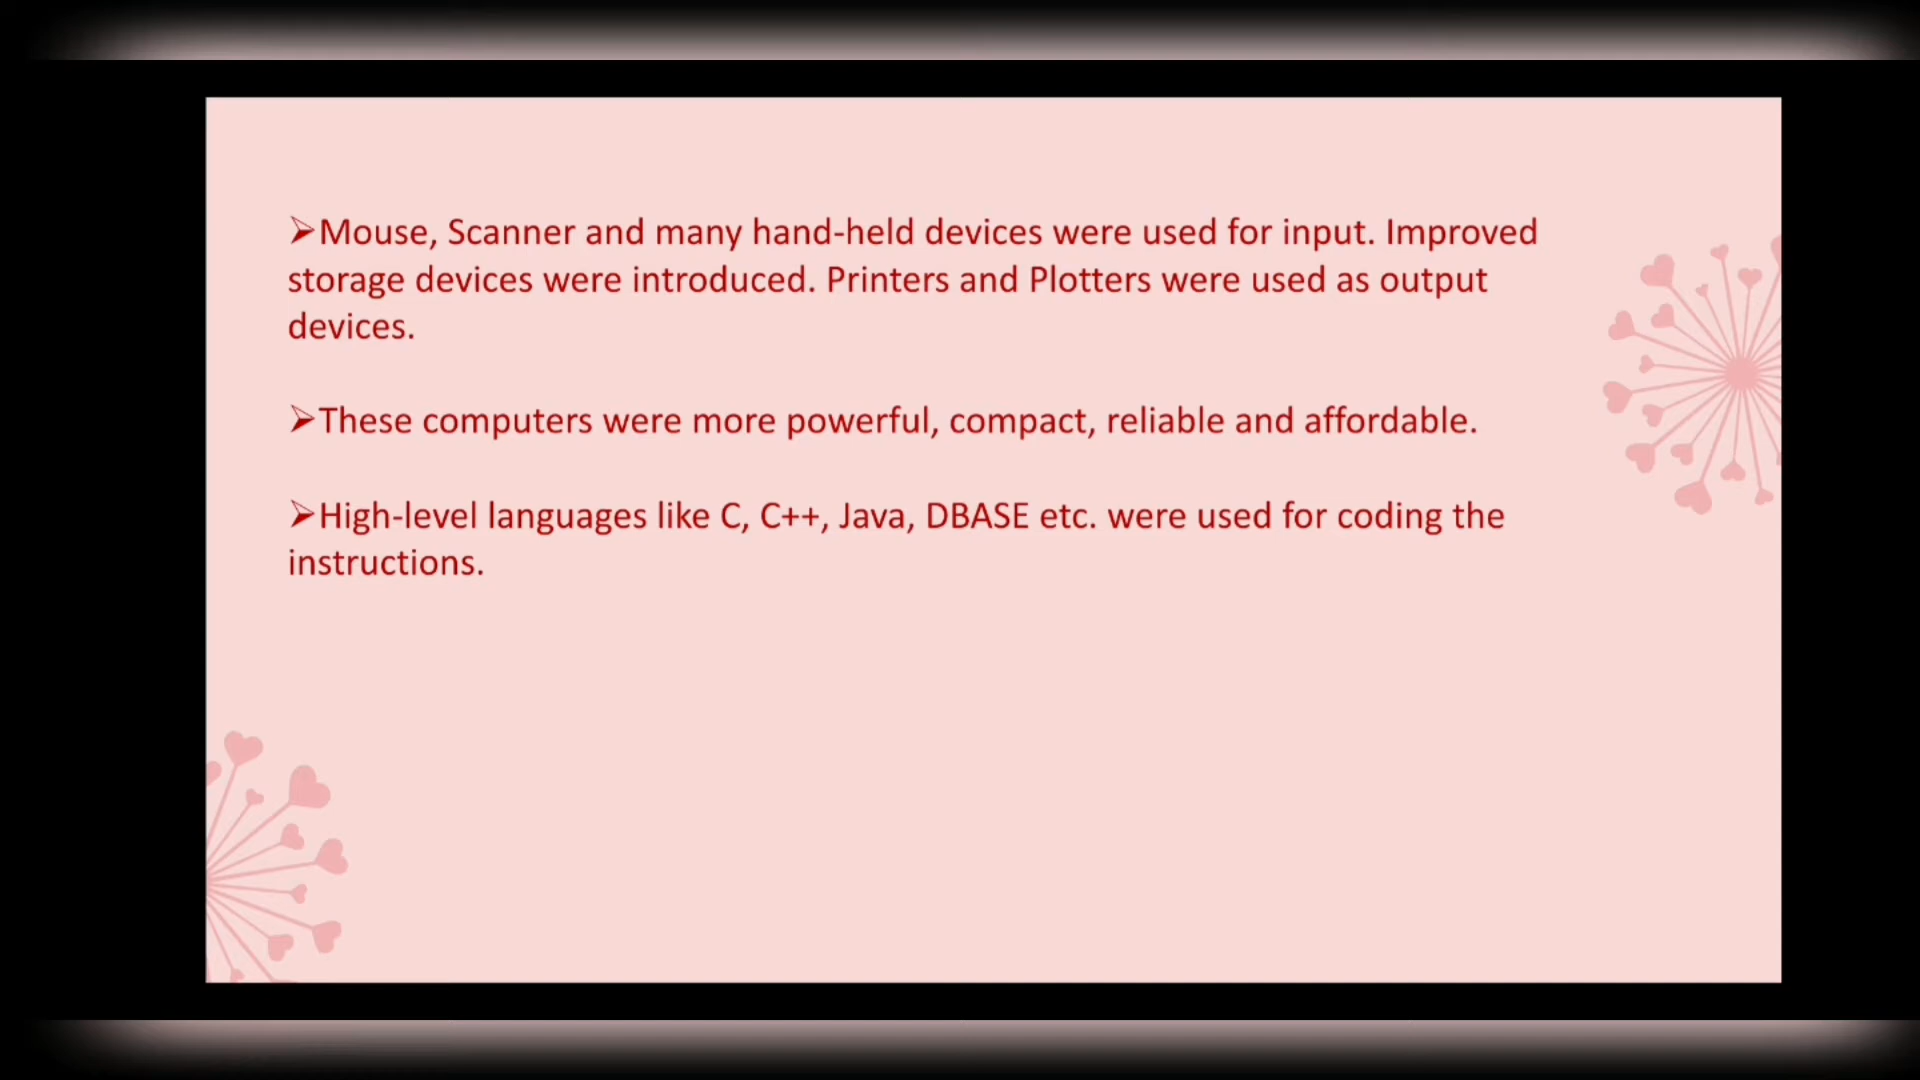 ➢Mouse, Scanner and many hand-held devices were used for input. Improved
storage devices were introduced. Printers and Plotters were used as output
devices.
➢These computers were more powerful, compact, reliable and affordable.
➢High-level languages like C, C++, Java, DBASE etc. were used for coding the
instructions.